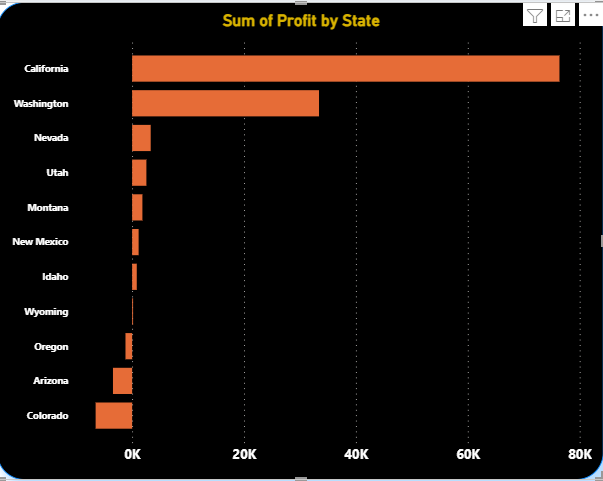 Sum of Profit by State
California
Washington
Nevada
Utah
Montana
New Mexico
Idaho
Wyoming
Oregon
Arizona
Colorado
0K 20K 40K 60K 80K